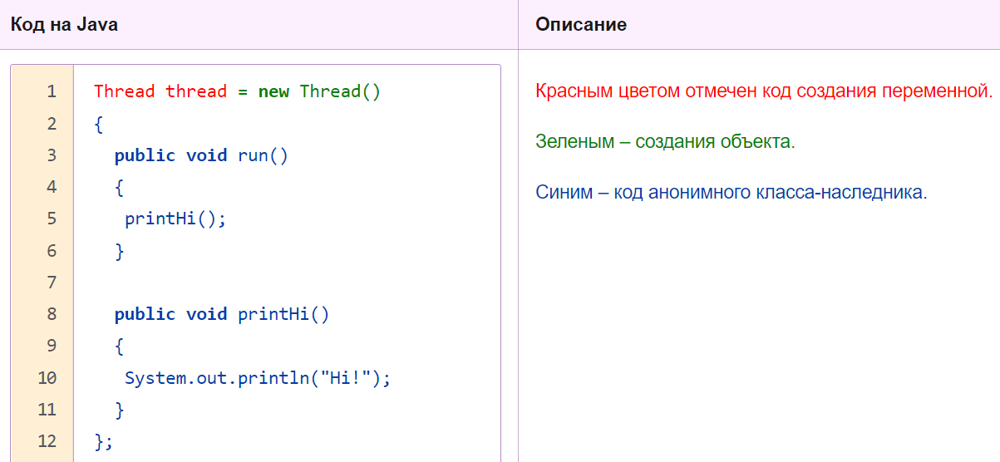 Код на Java
Описание
1 Thread thread = new Thread()
2 {
3 public void run()
4 {
5 printHi();
6 }
7
8 public void printHi()
9 {
10 System.out.println("Hi!");
11 }
12 };
Красным цветом отмечен код создания переменной.
Зеленым – создания объекта.
Синим – код анонимного класса-наследника.